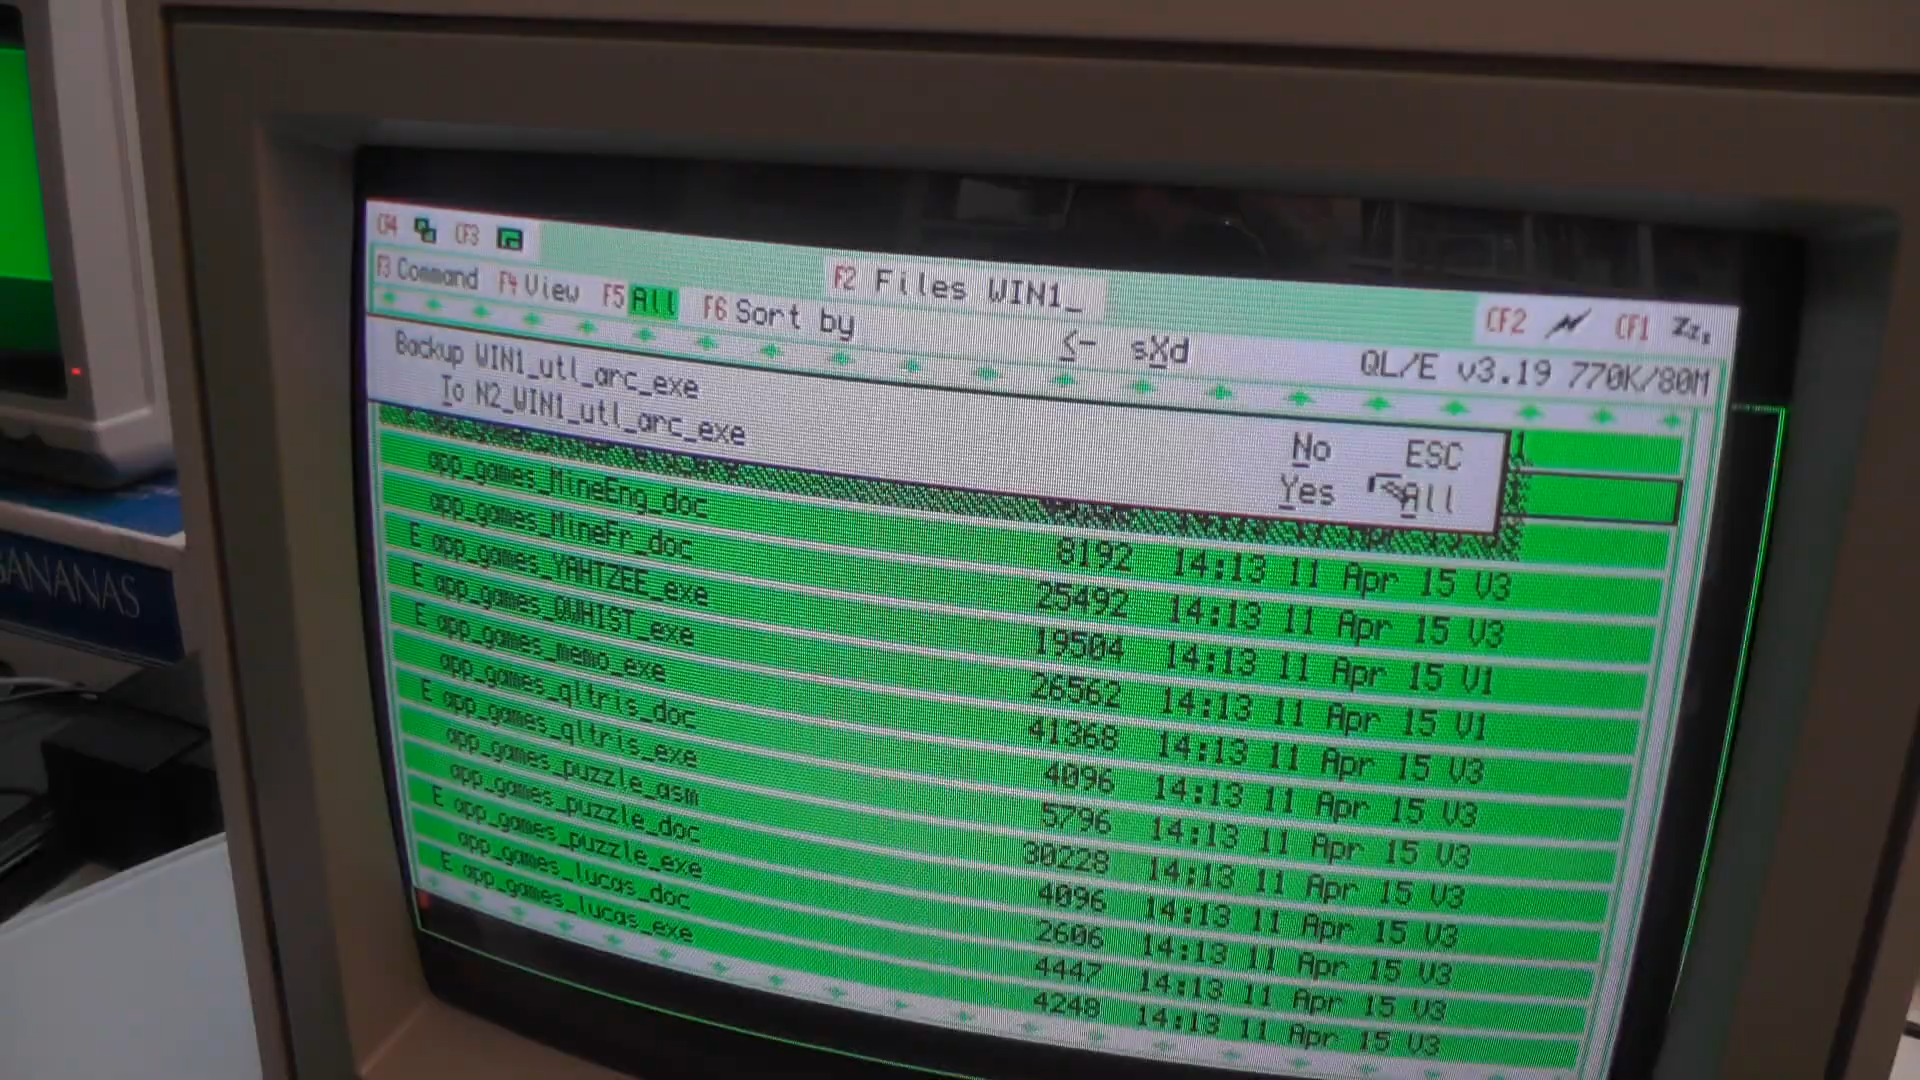 CF4 CF3
F2 Files WIN1_
CF2 CF1 Zzz
F3 Command F4 View F5 All F6 Sort by <- sXd QL/E v3.19 770K/80M
Backup WIN1_utl_arc_exe
To N2_WIN1_utl_arc_exe
No ESC
Yes All
app_games_MineEng_doc 8192 14:13 11 Apr 15 V3
app_games_MineFr_doc 25492 14:13 11 Apr 15 V3
E app_games_YAHTZEE_exe 19504 14:13 11 Apr 15 V1
E app_games_QWHIST_exe 26562 14:13 11 Apr 15 V1
E app_games_memo_exe 41368 14:13 11 Apr 15 V3
app_games_qltris_doc 4096 14:13 11 Apr 15 V3
E app_games_qltris_exe 5796 14:13 11 Apr 15 V3
app_games_puzzle_asm 30228 14:13 11 Apr 15 V3
app_games_puzzle_doc 4096 14:13 11 Apr 15 V3
E app_games_puzzle_exe 2606 14:13 11 Apr 15 V3
app_games_lucas_doc 4447 14:13 11 Apr 15 V3
E app_games_lucas_exe 4248 14:13 11 Apr 15 V3
BANANAS